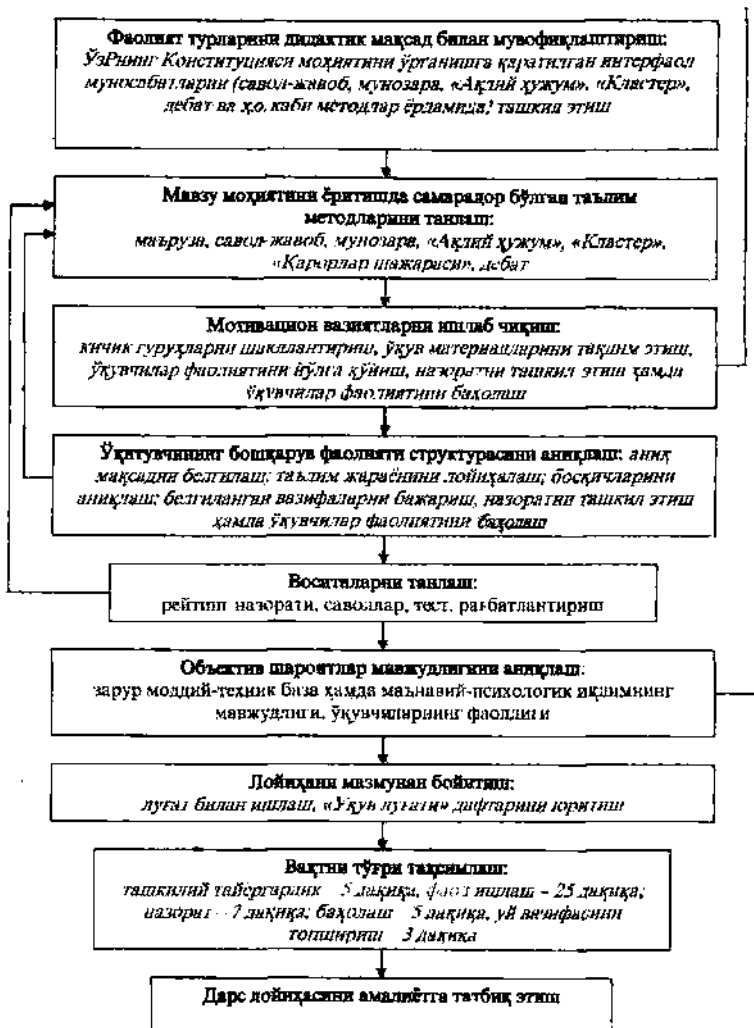 Фаолият турларини дидактик мақсад билан мувофиқлаштириш:
ЎзРнинг Конституцияси моҳиятини ўрганишга қаратилган интерфаол
муносабатларни (савол-жавоб, мунозара, «Ақлий ҳужум», «Кластер»,
дебат ва ҳ.о. каби методлар ёрдамида) ташкил этиш
Мавзу моҳиятини ёритишда самарадор бўлган таълим
методларини танлаш:
маъруза, савол-жавоб, мунозара, «Ақлий ҳужум», «Кластер»,
«Қарорлар шажараси», дебат
Мотивацион вазиятларни ишлаб чиқиш:
кичик гуруҳларни шакллантириш, ўқув материалларини тақдим этиш,
ўқувчилар фаолиятини йўлга қўйиш, назоратни ташкил этиш ҳамда
ўқувчилар фаолиятини баҳолаш
Ўқитувчининг бошқарув фаолияти структурасини аниқлаш: аниқ
мақсадни белгилаш; таълим жараёнини лойиҳалаш; босқичларини
аниқлаш; белгиланган вазифаларни бажариш, назоратни ташкил этиш
ҳамда ўқувчилар фаолиятини баҳолаш
Воситаларни танлаш:
рейтинг назорати, саволлар, тест, рағбатлантириш
Объектив шароитлар мавжудлигини аниқлаш:
зарур моддий-техник база ҳамда маънавий-психологик иқлимнинг
мавжудлиги, ўқувчиларнинг фаоллиги
Лойиҳани мазмунан бойитиш:
луғат билан ишлаш, «Ўқув луғати» дафтарини юритиш
Вақтни тўғри тақсимлаш:
ташкилий тайёргарлик – 5 дақиқа, фаол ишлаш – 25 дақиқа;
назорат – 7 дақиқа; баҳолаш – 5 дақиқа, уй вазифасини
топшириш – 3 дақиқа
Дарс лойиҳасини амалиётга татбиқ этиш